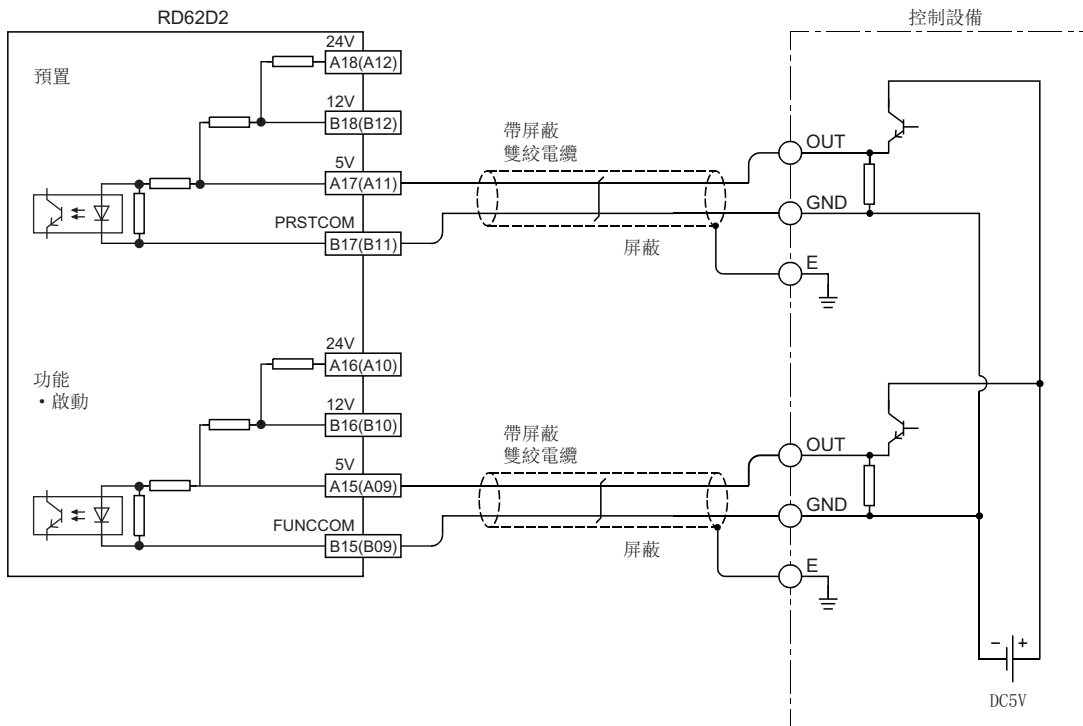 RD62D2
控制設備
預置
24V
A18(A12)
12V
B18(B12)
5V
A17(A11)
PRSTCOM
B17(B11)
帶屏蔽
雙絞電纜
屏蔽
OUT
GND
E
功能
・啟動
24V
A16(A10)
12V
B16(B10)
5V
A15(A09)
FUNCCOM
B15(B09)
帶屏蔽
雙絞電纜
屏蔽
OUT
GND
E
- +
DC5V